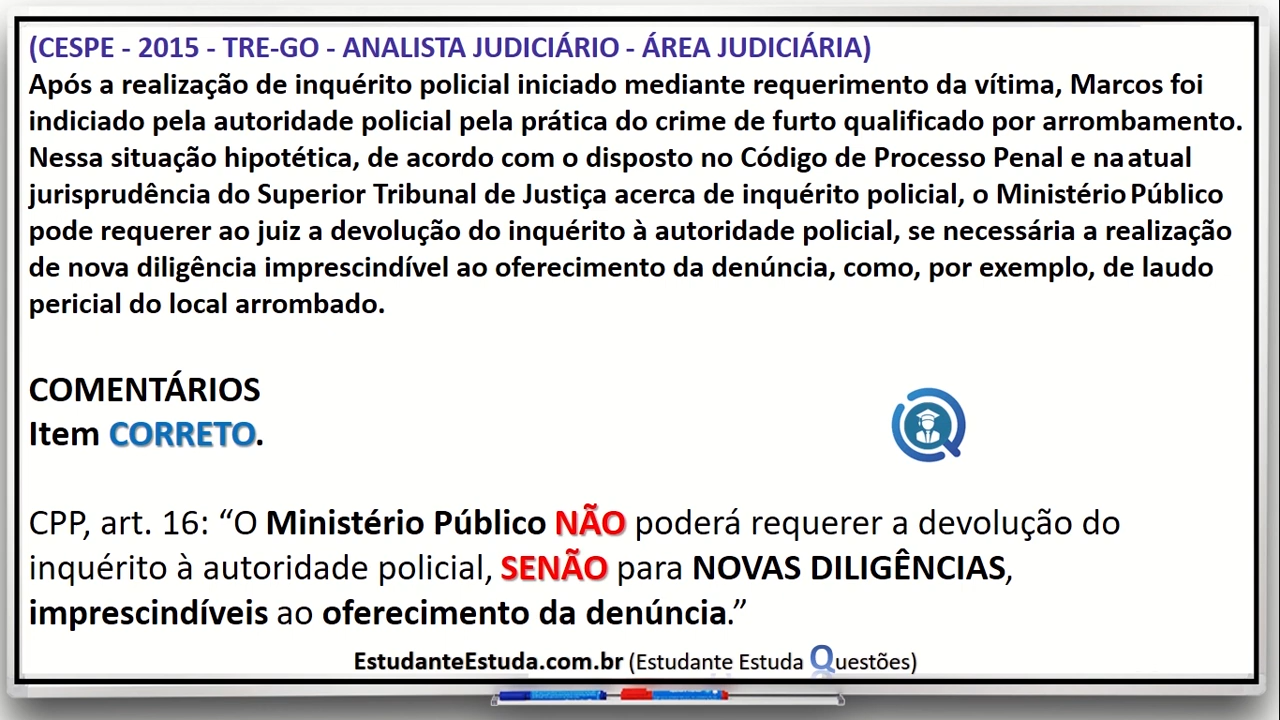 (CESPE - 2015 - TRE-GO - ANALISTA JUDICIÁRIO - ÁREA JUDICIÁRIA)
Após a realização de inquérito policial iniciado mediante requerimento da vítima, Marcos foi
indiciado pela autoridade policial pela prática do crime de furto qualificado por arrombamento.
Nessa situação hipotética, de acordo com o disposto no Código de Processo Penal e na atual
jurisprudência do Superior Tribunal de Justiça acerca de inquérito policial, o Ministério Público
pode requerer ao juiz a devolução do inquérito à autoridade policial, se necessária a realização
de nova diligência imprescindível ao oferecimento da denúncia, como, por exemplo, de laudo
pericial do local arrombado.
COMENTÁRIOS
Item CORRETO.
CPP, art. 16: “O Ministério Público NÃO poderá requerer a devolução do
inquérito à autoridade policial, SENÃO para NOVAS DILIGÊNCIAS,
imprescindíveis ao oferecimento da denúncia.”
EstudanteEstuda.com.br (Estudante Estuda Questões)